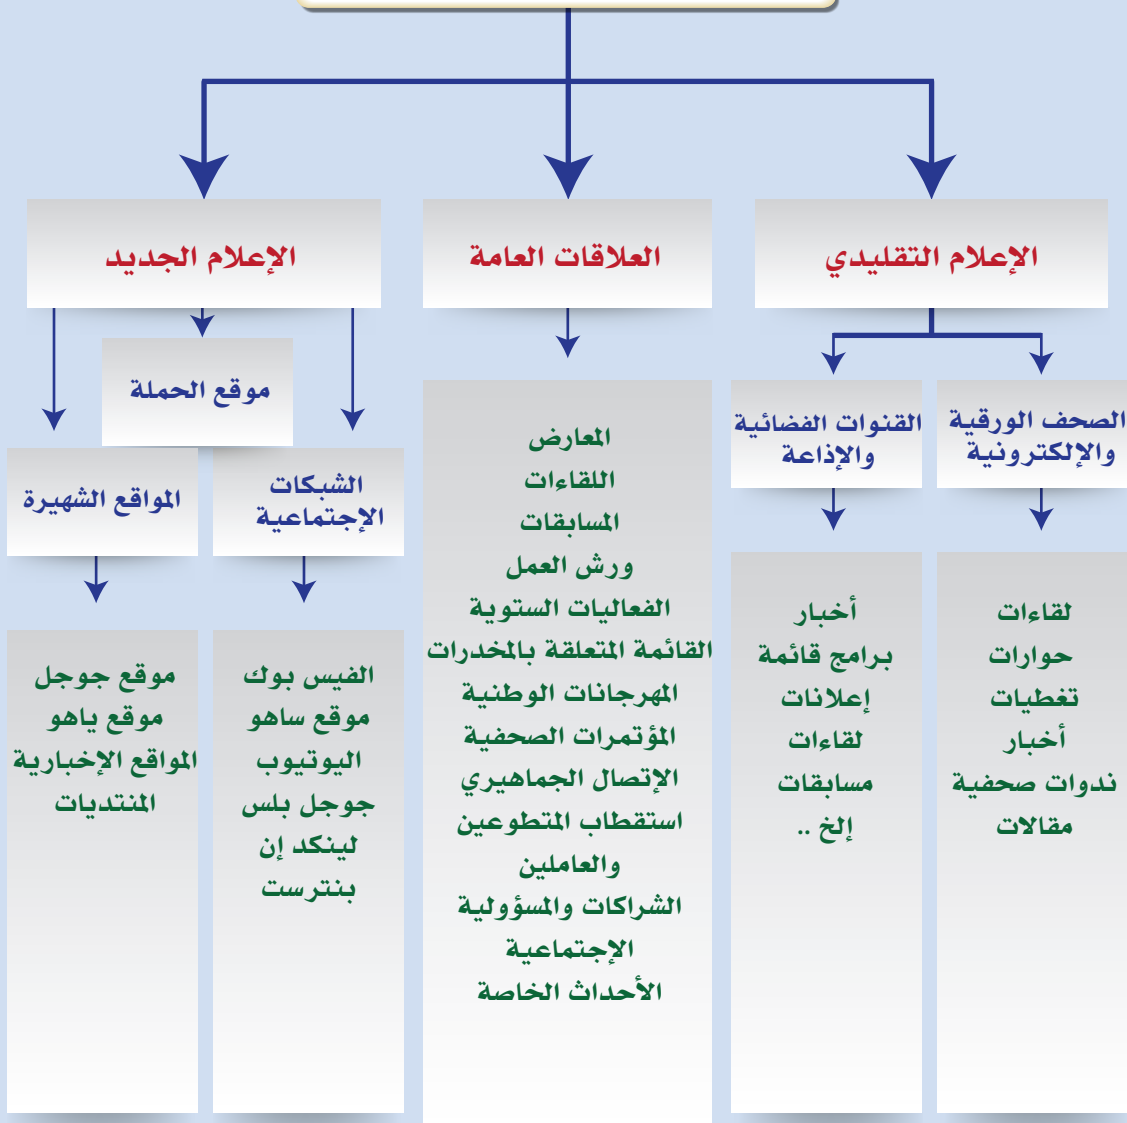 الإعلام التقليدي
العلاقات العامة
الإعلام الجديد
الصحف الورقية
والإلكترونية
القنوات الفضائية
والإذاعة
موقع الحملة
الشبكات
الإجتماعية
المواقع الشهيرة
لقاءات
حوارات
تغطيات
أخبار
ندوات صحفية
مقالات
أخبار
برامج قائمة
إعلانات
لقاءات
مسابقات
إلخ ..
المعارض
اللقاءات
المسابقات
ورش العمل
الفعاليات الستوية
القائمة المتعلقة بالمخدرات
المهرجانات الوطنية
المؤتمرات الصحفية
الإتصال الجماهيري
استقطاب المتطوعين
والعاملين
الشراكات والمسؤولية
الإجتماعية
الأحداث الخاصة
الفيس بوك
موقع ساهو
اليوتيوب
جوجل بلس
لينكد إن
بنترست
موقع جوجل
موقع ياهو
المواقع الإخبارية
المنتديات